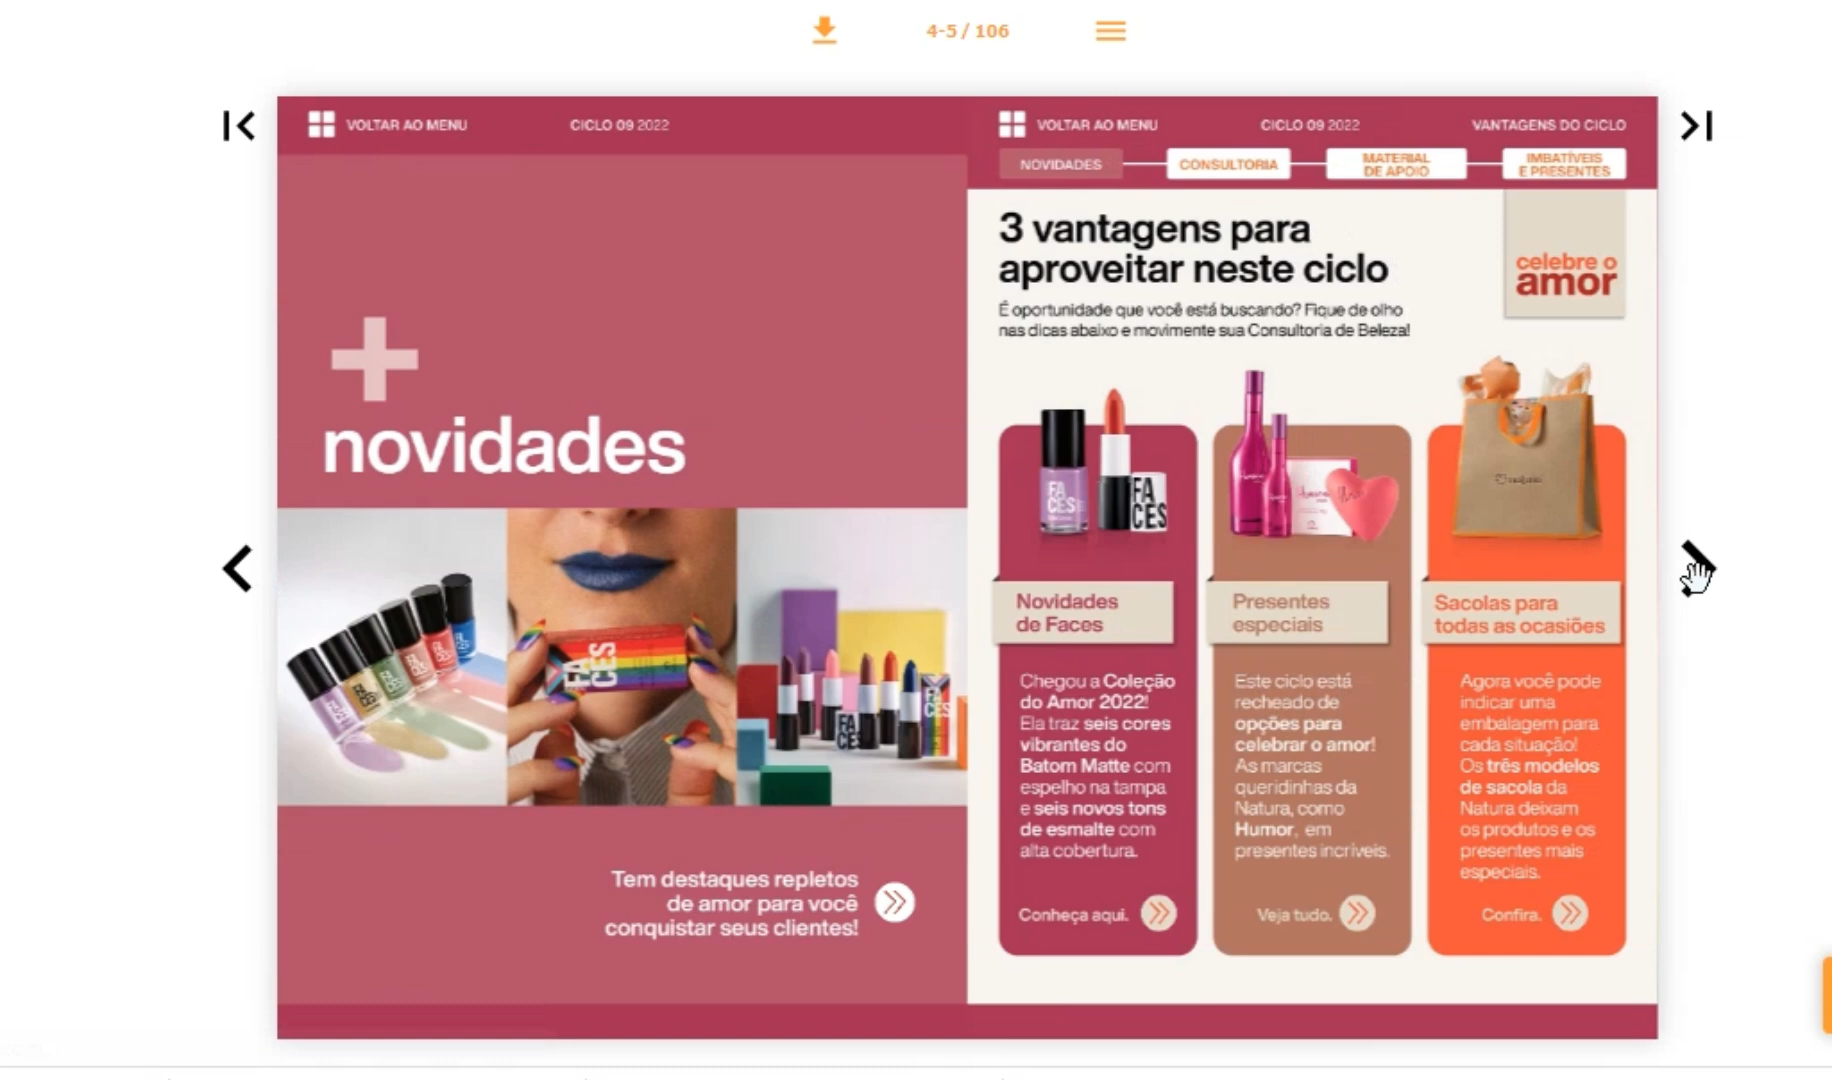 4-5 / 106
VOLTAR AO MENU
CICLO 09 2022
+
novidades
FA
CES
Tem destaques repletos
de amor para você
conquistar seus clientes!
VOLTAR AO MENU
CICLO 09 2022
VANTAGENS DO CICLO
NOVIDADES
CONSULTORIA
MATERIAL
DE APOIO
IMBATÍVEIS
E PRESENTES
3 vantagens para
aproveitar neste ciclo
É oportunidade que você está buscando? Fique de olho
nas dicas abaixo e movimente sua Consultoria de Beleza!
celebre o
amor
FA
CES
FA
CES
natura
Novidades
de Faces
Chegou a Coleção
do Amor 2022!
Ela traz seis cores
vibrantes do
Batom Matte com
espelho na tampa
e seis novos tons
de esmalte com
alta cobertura.
Conheça aqui.
Presentes
especiais
Este ciclo está
recheado de
opções para
celebrar o amor!
As marcas
queridinhas da
Natura, como
Humor, em
presentes incríveis.
Veja tudo.
Sacolas para
todas as ocasiões
Agora você pode
indicar uma
embalagem para
cada situação!
Os três modelos
de sacola da
Natura deixam
os produtos e os
presentes mais
especiais.
Confira.